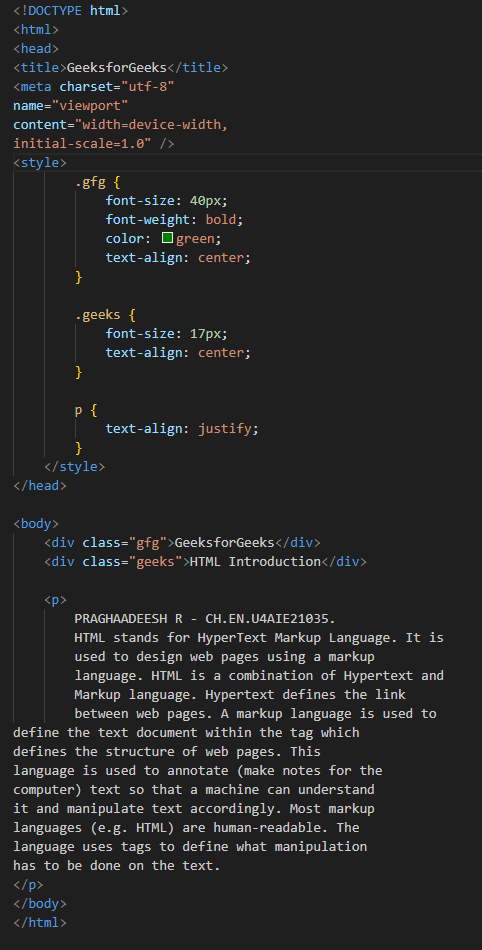 <!DOCTYPE html>
<html>
<head>
<title>GeeksforGeeks</title>
<meta charset="utf-8"
name="viewport"
content="width=device-width,
initial-scale=1.0" />
<style>
        .gfg {
            font-size: 40px;
            font-weight: bold;
            color: green;
            text-align: center;
        }

        .geeks {
            font-size: 17px;
            text-align: center;
        }

        p {
            text-align: justify;
        }
    </style>
</head>

<body>
    <div class="gfg">GeeksforGeeks</div>
    <div class="geeks">HTML Introduction</div>

    <p>
        PRAGHAADEESH R - CH.EN.U4AIE21035.
        HTML stands for HyperText Markup Language. It is
        used to design web pages using a markup
        language. HTML is a combination of Hypertext and
        Markup language. Hypertext defines the link
        between web pages. A markup language is used to
define the text document within the tag which
defines the structure of web pages. This
language is used to annotate (make notes for the
computer) text so that a machine can understand
it and manipulate text accordingly. Most markup
languages (e.g. HTML) are human-readable. The
language uses tags to define what manipulation
has to be done on the text.
</p>
</body>
</html>